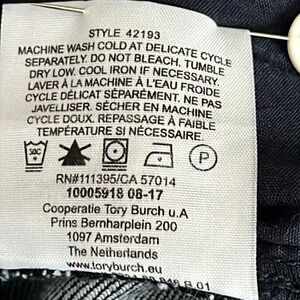 STYLE 42193
MACHINE WASH COLD AT DELICATE CYCLE
SEPARATELY. DO NOT BLEACH. TUMBLE
DRY LOW. COOL IRON IF NECESSARY.
LAVER À LA MACHINE À L'EAU FROIDE
CYCLE DÉLICAT SÉPARÉMENT. NE PAS
JAVELLISER. SÉCHER EN MACHINE
CYCLE DOUX. REPASSAGE À FAIBLE
TEMPÉRATURE SI NÉCESSAIRE
P
RN#111395/CA 57014
10005918 08-17
Cooperatie Tory Burch u.A
Prins Bernharplein 200
1097 Amsterdam
The Netherlands
www.toryburch.eu